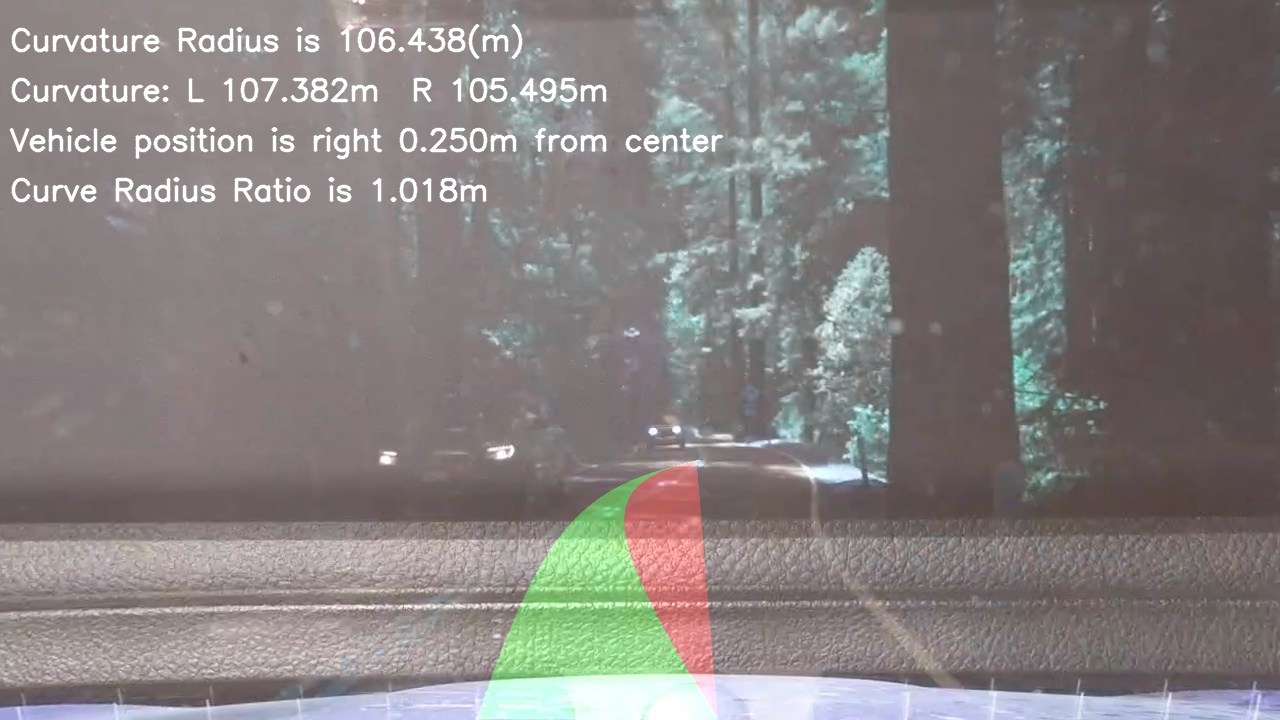 Curvature Radius is 106.438(m)
Curvature: L 107.382m R 105.495m
Vehicle position is right 0.250m from center
Curve Radius Ratio is 1.018m